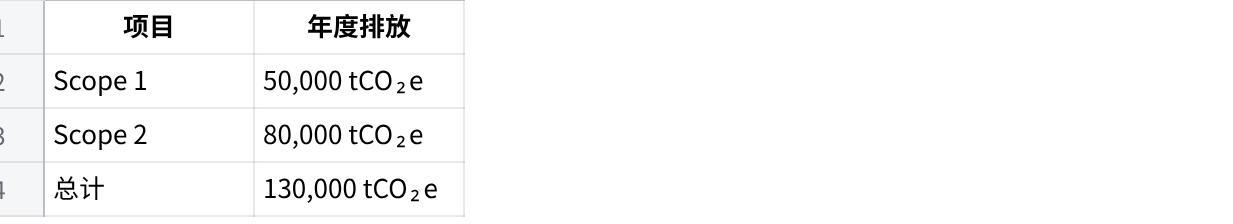 1 项目 年度排放
2 Scope 1 50,000 tCO₂e
3 Scope 2 80,000 tCO₂e
4 总计 130,000 tCO₂e